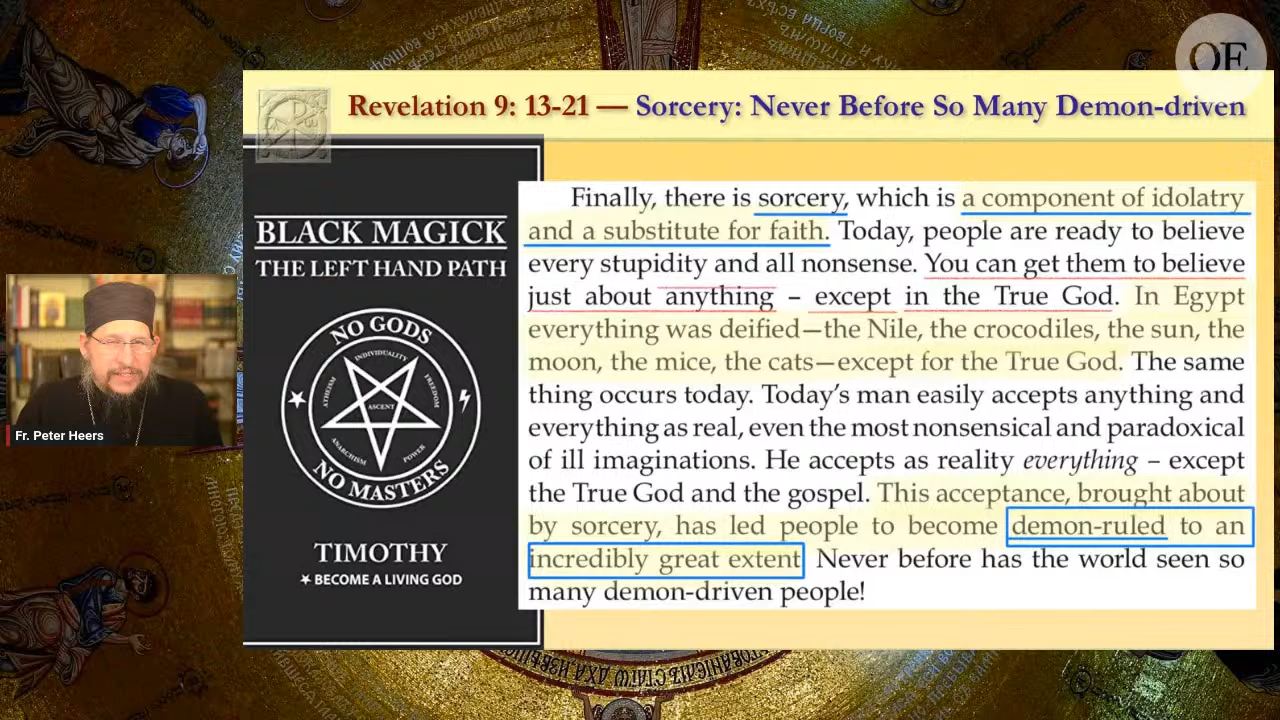 OE
Revelation 9: 13-21 — Sorcery: Never Before So Many Demon-driven
BLACK MAGICK
THE LEFT HAND PATH
NO GODS
INDIVIDUALITY
ATHEISM
FREEDOM
ASCENT
ANARCHISM
POWER
NO MASTERS
TIMOTHY
BECOME A LIVING GOD
Finally, there is sorcery, which is a component of idolatry
and a substitute for faith. Today, people are ready to believe
every stupidity and all nonsense. You can get them to believe
just about anything – except in the True God. In Egypt
everything was deified—the Nile, the crocodiles, the sun, the
moon, the mice, the cats—except for the True God. The same
thing occurs today. Today's man easily accepts anything and
everything as real, even the most nonsensical and paradoxical
of ill imaginations. He accepts as reality everything – except
the True God and the gospel. This acceptance, brought about
by sorcery, has led people to become demon-ruled to an
incredibly great extent Never before has the world seen so
many demon-driven people!
Fr. Peter Heers